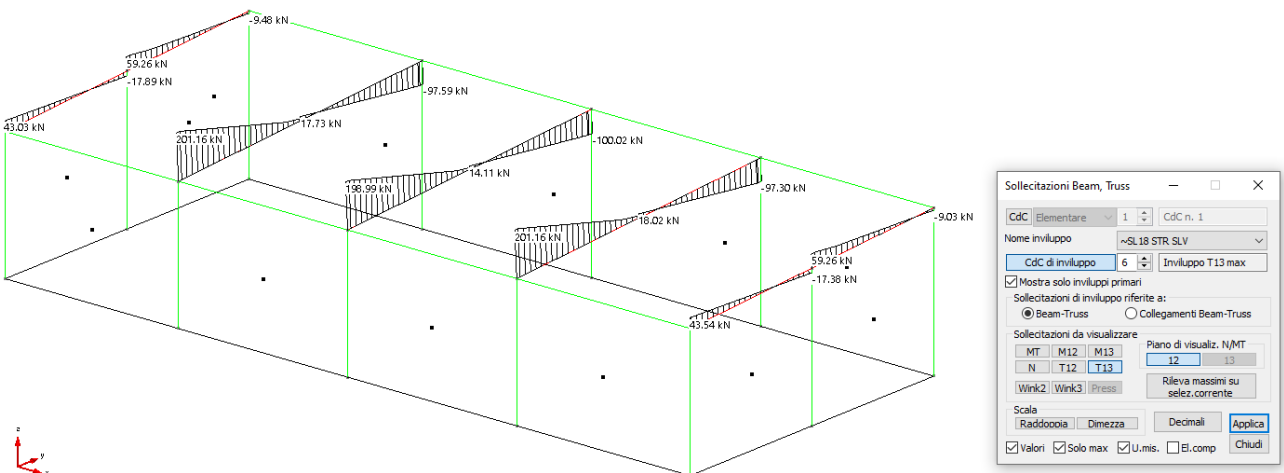 -9.48 kN
59.26 kN
-17.89 kN
43.03 kN
-97.59 kN
17.73 kN
201.16 kN
-100.02 kN
14.11 kN
198.99 kN
-97.30 kN
18.02 kN
201.16 kN
-9.03 kN
59.26 kN
-17.38 kN
43.54 kN
z
y
x
Sollecitazioni Beam, Truss
CdC Elementare 1 CdC n. 1
Nome inviluppo ~SL18 STR SLV
CdC di inviluppo 6 Inviluppo T13 max
Mostra solo inviluppi primari
Sollecitazioni di inviluppo riferite a:
Beam-Truss Collegamenti Beam-Truss
Sollecitazioni da visualizzare
Piano di visualiz. N/MT
MT M12 M13
12 13
N T12 T13
Rileva massimi su selez.corrente
Wink2 Wink3 Press
Scala
Raddoppia Dimezza
Decimali
Applica
Valori Solo max U.mis. El.comp
Chiudi